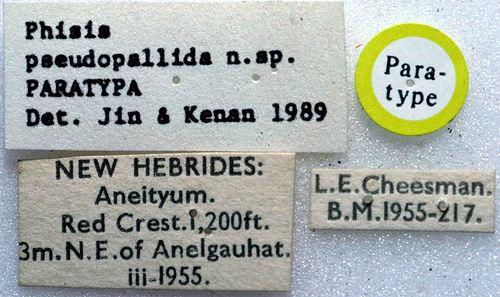 Phisis
pseudopallida n.sp.
PARATYPA
Det. Jin & Kenan 1989
Para-
type
NEW HEBRIDES:
Aneityum.
Red Crest.1,200ft.
3m.N.E.of Anelgauhat.
iii-1955.
L.E.Cheesman.
B.M.1955-217.